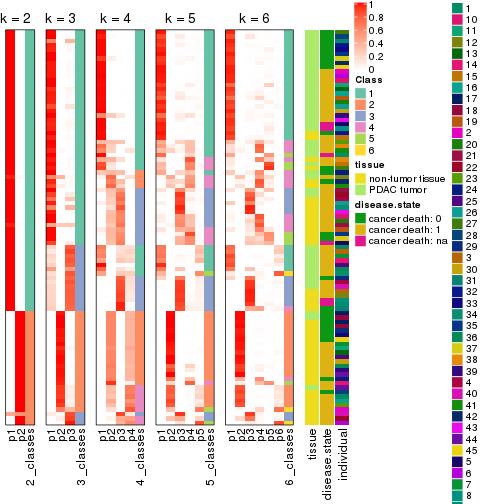 k = 2 k = 3 k = 4 k = 5 k = 6
1
0.8
0.6
0.4
0.2
0
Class
1
2
3
4
5
6
tissue
non-tumor tissue
PDAC tumor
disease.state
cancer death: 0
cancer death: 1
cancer death: na
1
10
11
12
13
14
15
16
17
18
19
2
20
21
22
23
24
25
26
27
28
29
3
30
31
32
33
34
35
36
37
38
39
4
40
41
42
43
44
45
5
6
7
8
p1
p2
2_classes
p1
p2
p3
3_classes
p1
p2
p3
p4
4_classes
p1
p2
p3
p4
p5
5_classes
p1
p2
p3
p4
p5
p6
6_classes
tissue
disease.state
individual